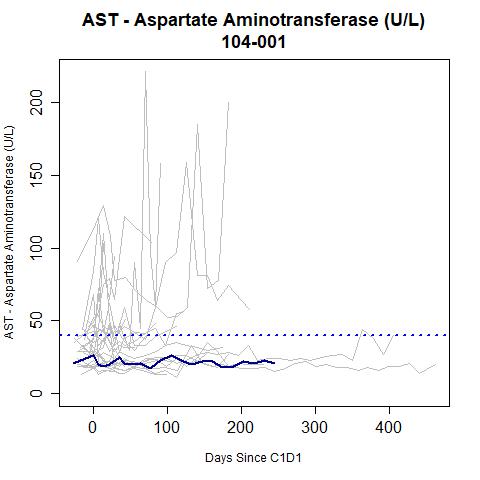 AST - Aspartate Aminotransferase (U/L)
104-001
AST - Aspartate Aminotransferase (U/L)
200
150
100
50
0
0 100 200 300 400
Days Since C1D1